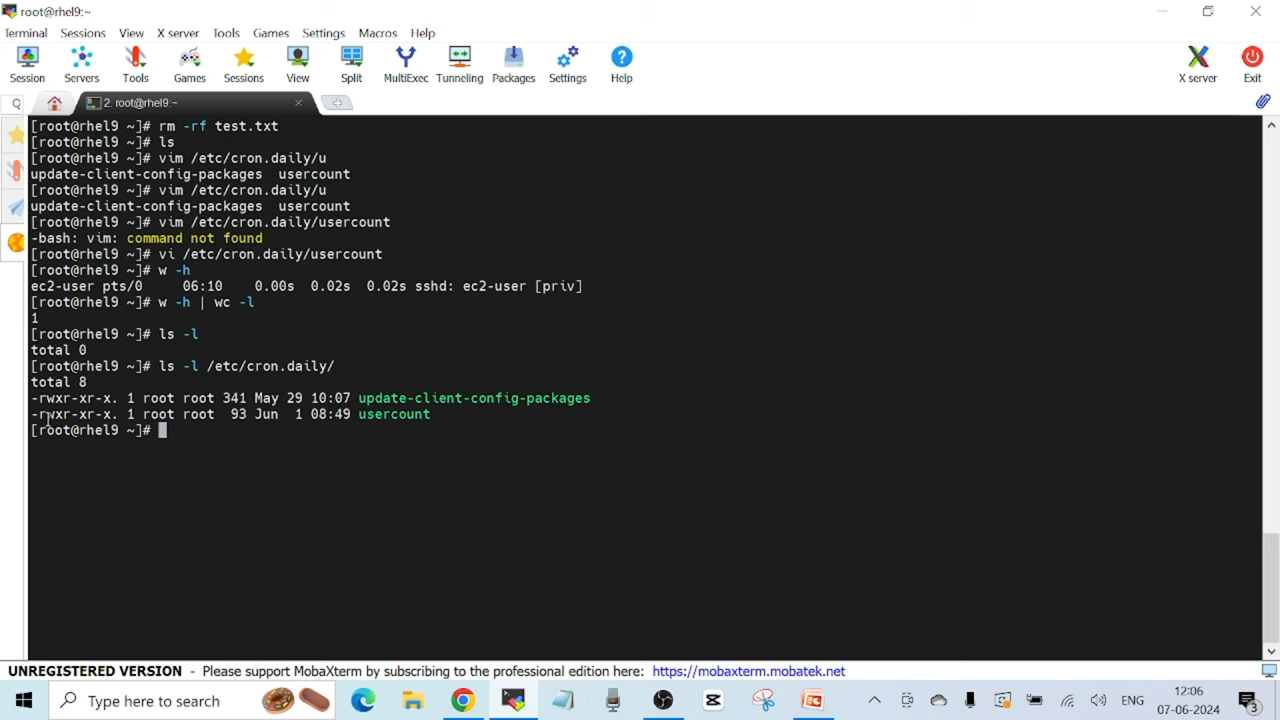 root@rhel9:~
Terminal Sessions View X server Tools Games Settings Macros Help
Session Servers Tools Games Sessions View Split MultiExec Tunneling Packages Settings Help X server Exit
Q 2. root@rhel9:~
[root@rhel9 ~]# rm -rf test.txt
[root@rhel9 ~]# ls
[root@rhel9 ~]# vim /etc/cron.daily/u
update-client-config-packages usercount
[root@rhel9 ~]# vim /etc/cron.daily/u
update-client-config-packages usercount
[root@rhel9 ~]# vim /etc/cron.daily/usercount
-bash: vim: command not found
[root@rhel9 ~]# vi /etc/cron.daily/usercount
[root@rhel9 ~]# w -h
ec2-user pts/0 06:10 0.00s 0.02s 0.02s sshd: ec2-user [priv]
[root@rhel9 ~]# w -h | wc -l
1
[root@rhel9 ~]# ls -l
total 0
[root@rhel9 ~]# ls -l /etc/cron.daily/
total 8
-rwxr-xr-x. 1 root root 341 May 29 10:07 update-client-config-packages
-rwxr-xr-x. 1 root root 93 Jun 1 08:49 usercount
[root@rhel9 ~]#
UNREGISTERED VERSION - Please support MobaXterm by subscribing to the professional edition here: https://mobaxterm.mobatek.net
Type here to search ENG 12:06
07-06-2024 3